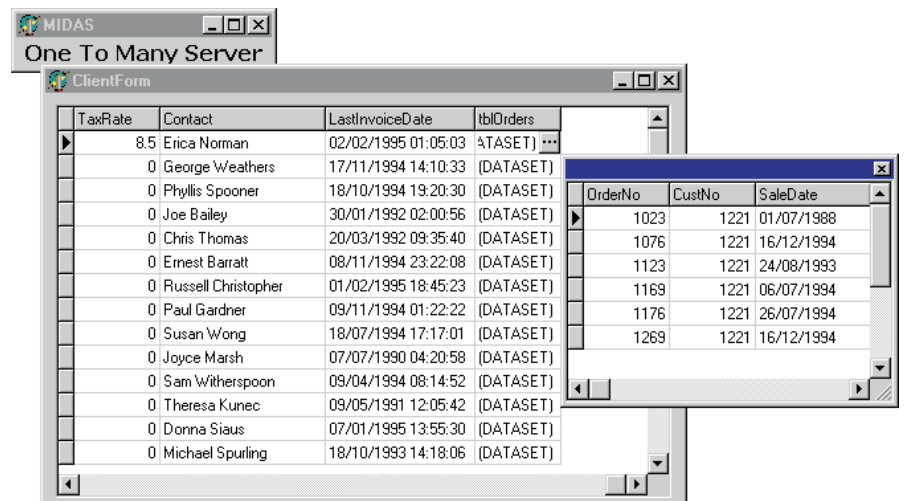 MIDAS
One To Many Server
ClientForm
TaxRate Contact LastInvoiceDate tblOrders
8.5 Erica Norman 02/02/1995 01:05:03 ATASET) ...
0 George Weathers 17/11/1994 14:10:33 (DATASET)
0 Phyllis Spooner 18/10/1994 19:20:30 (DATASET)
0 Joe Bailey 30/01/1992 02:00:56 (DATASET)
0 Chris Thomas 20/03/1992 09:35:40 (DATASET)
0 Ernest Barratt 08/11/1994 23:22:08 (DATASET)
0 Russell Christopher 01/02/1995 18:45:23 (DATASET)
0 Paul Gardner 09/11/1994 01:22:22 (DATASET)
0 Susan Wong 18/07/1994 17:17:01 (DATASET)
0 Joyce Marsh 07/07/1990 04:20:58 (DATASET)
0 Sam Witherspoon 09/04/1994 08:14:52 (DATASET)
0 Theresa Kunec 09/05/1991 12:05:42 (DATASET)
0 Donna Siaus 07/01/1995 13:55:30 (DATASET)
0 Michael Spurling 18/10/1993 14:18:06 (DATASET)
OrderNo CustNo SaleDate
1023 1221 01/07/1988
1076 1221 16/12/1994
1123 1221 24/08/1993
1169 1221 06/07/1994
1176 1221 26/07/1994
1269 1221 16/12/1994